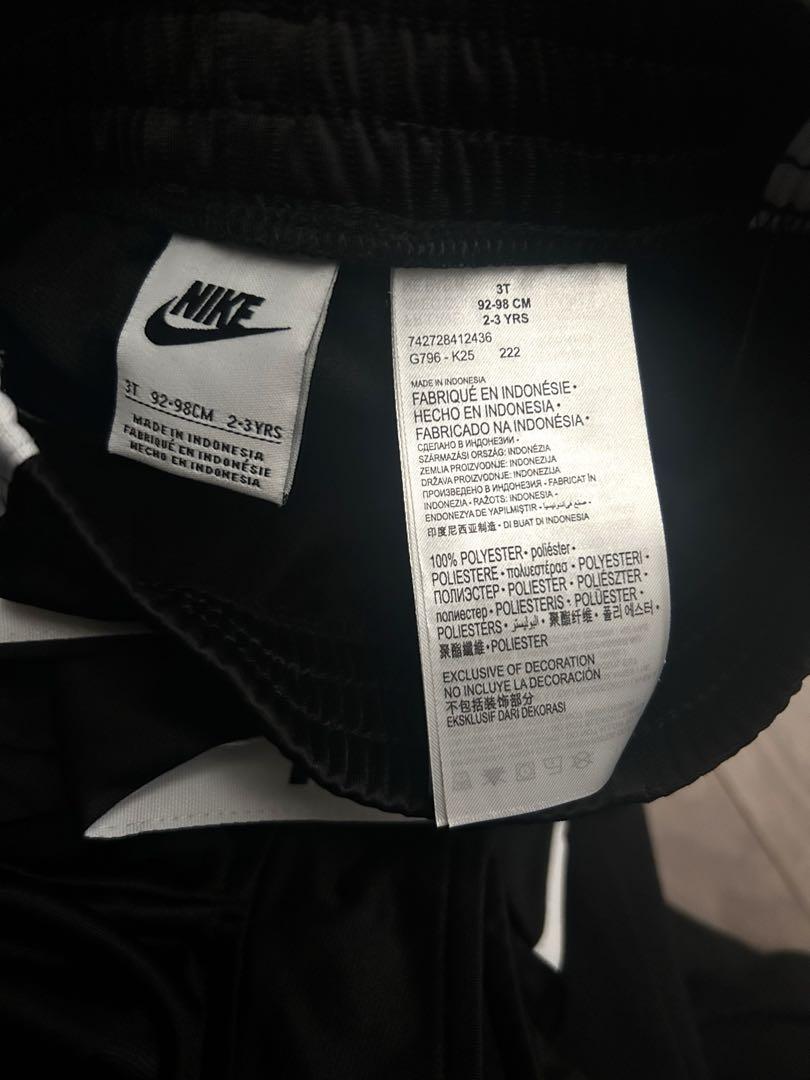 NIKE
3T 92-98CM 2-3YRS
MADE IN INDONESIA
FABRIQUÉ EN INDONÉSIE
HECHO EN INDONESIA
3T
92-98 CM
2-3 YRS
742728412436
G796 - K25 222
MADE IN INDONESIA
FABRIQUÉ EN INDONÉSIE •
HECHO EN INDONESIA •
FABRICADO NA INDONÉSIA •
СДЕЛАНО В ИНДОНЕЗИИ •
SZÁRMAZÁSI ORSZÁG: INDONÉZIA
ZEMLJA PROIZVODNJE: INDONEZIJA
DRŽAVA PROIZVODNJE: INDONEZIJA
ПРОИЗВЕДЕНО В ИНДОНЕЗИЯ • FABRICAT ÎN
INDONEZIA • RAŽOTS: INDONESIA •
ENDONEZYA DE YAPILMIŞTIR •
印度尼西亚制造 • DI BUAT DI INDONESIA
100% POLYESTER • poliéster •
POLIESTERE • πολυεστέρας • POLYESTERI •
ПОЛИЭСТЕР • POLIESTER • POLIÉSZTER •
полиестер • POLIESTERIS • POLÜESTER •
POLIESTERS • البوليستر • 聚酯纤维 • 폴리에스터 •
聚酯纖維 • POLIESTER
EXCLUSIVE OF DECORATION
NO INCLUYE LA DECORACIÓN
不包括装饰部分
EKSKLUSIF DARI DEKORASI